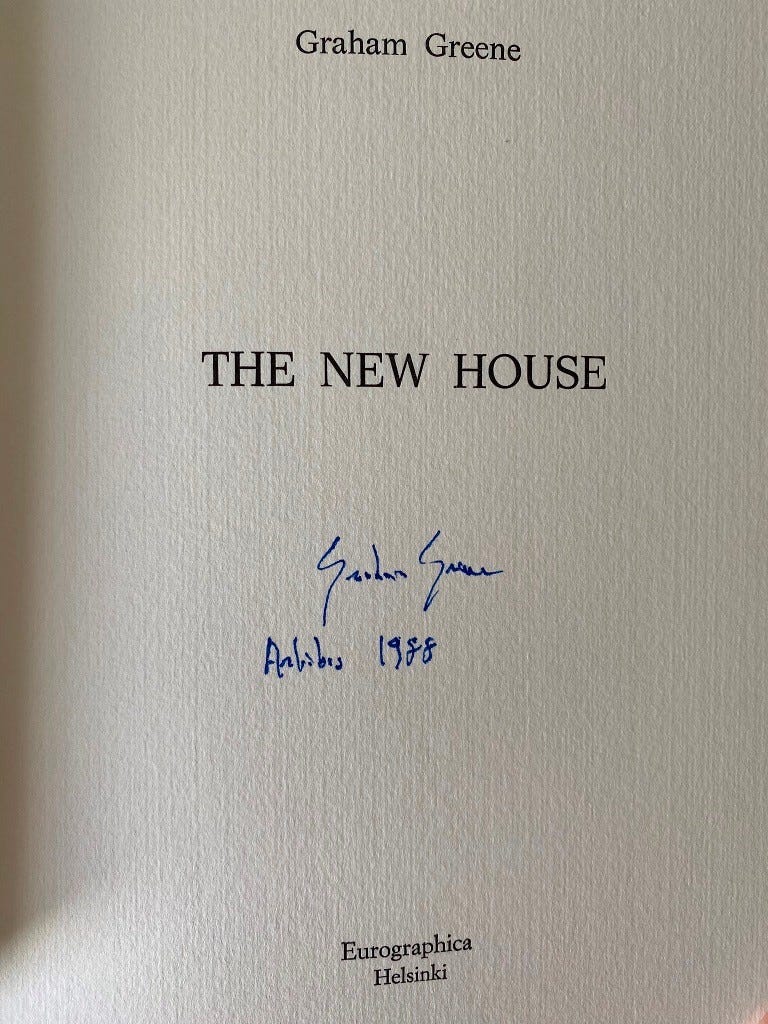 Graham Greene
THE NEW HOUSE
Graham Greene
Antibes 1988
Eurographica
Helsinki